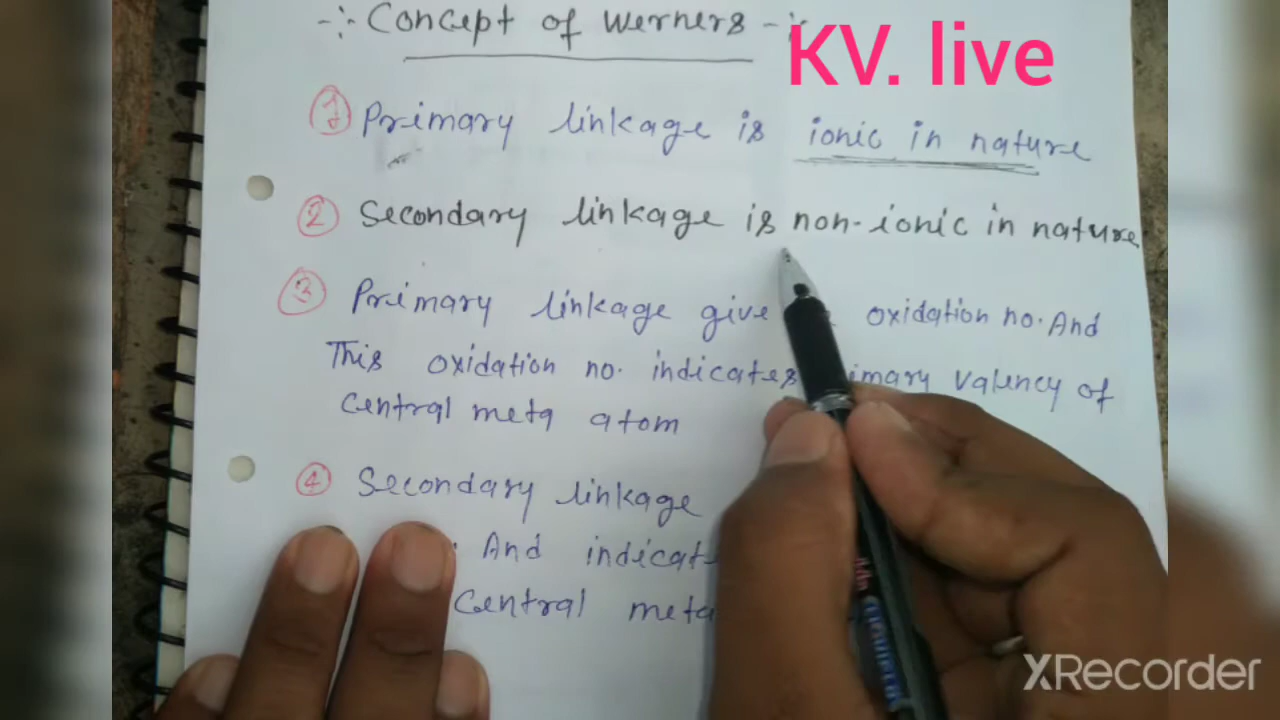 -:- Concept of Werners -:
KV. live
① Primary linkage is ionic in nature
② Secondary linkage is non-ionic in nature.
③ Primary linkage give oxidation no. And
This oxidation no. indicates valency of
Central meta atom
④ Secondary linkage
And
Central
XRecorder